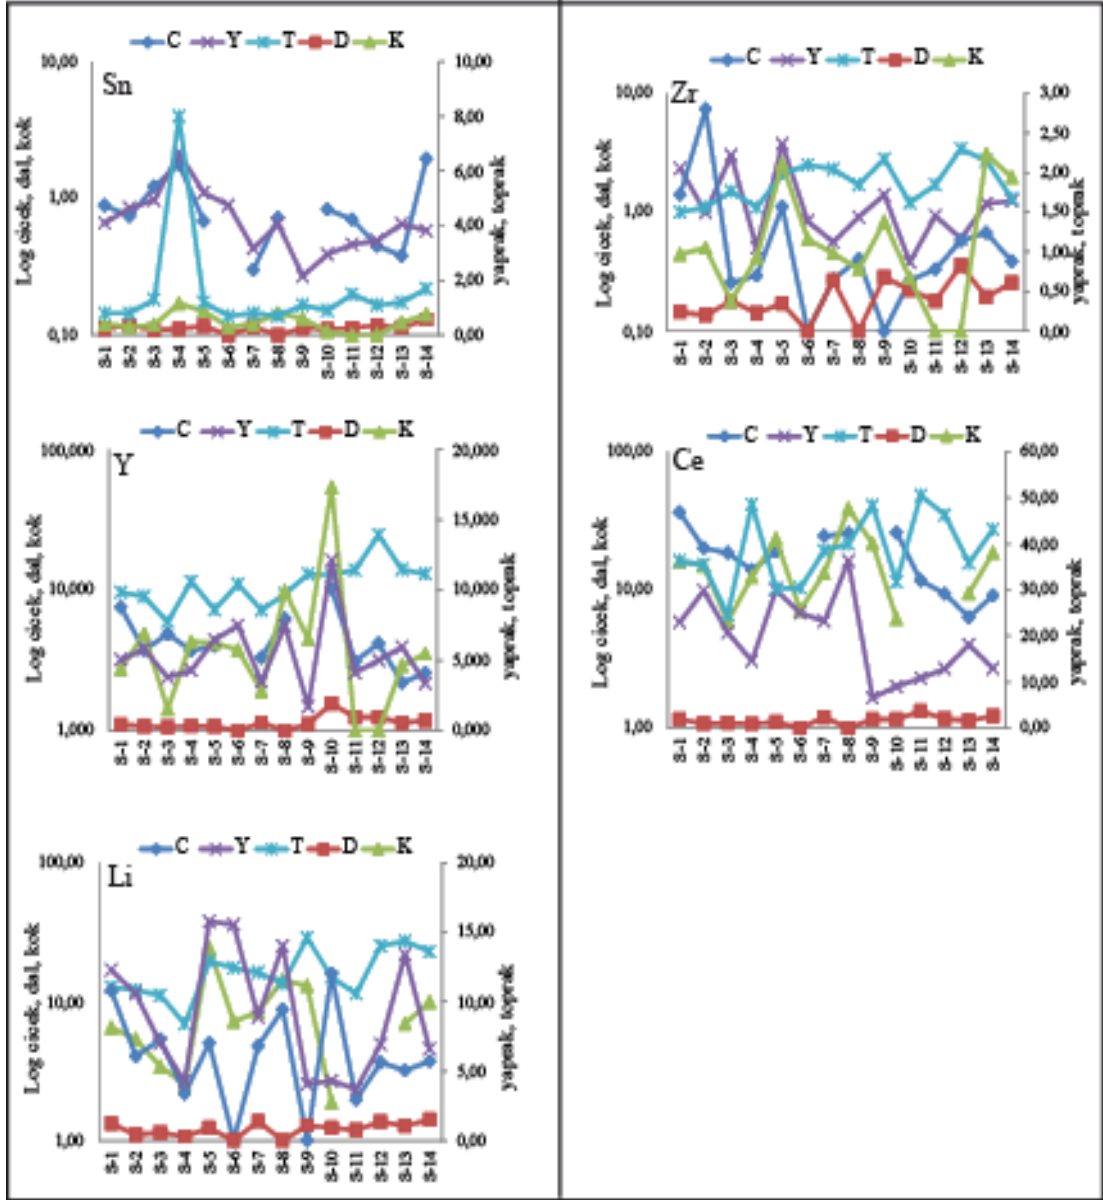 C Y T D K
Sn
Log cicek, dal, kok
10,00
1,00
0,10
10,00
8,00
6,00
4,00
2,00
0,00
yaprak, toprak
S-1 S-2 S-3 S-4 S-5 S-6 S-7 S-8 S-9 S-10 S-11 S-12 S-13 S-14
C Y T D K
Zr
Log cicek, dal, kok
10,00
1,00
0,10
3,00
2,50
2,00
1,50
1,00
0,50
0,00
yaprak, toprak
S-1 S-2 S-3 S-4 S-5 S-6 S-7 S-8 S-9 S-10 S-11 S-12 S-13 S-14
C Y T D K
Y
Log cicek, dal, kok
100,000
10,000
1,000
20,000
15,000
10,000
5,000
0,000
yaprak, toprak
S-1 S-2 S-3 S-4 S-5 S-6 S-7 S-8 S-9 S-10 S-11 S-12 S-13 S-14
C Y T D K
Ce
Log cicek, dal, kok
100,00
10,00
1,00
60,00
50,00
40,00
30,00
20,00
10,00
0,00
yaprak, toprak
S-1 S-2 S-3 S-4 S-5 S-6 S-7 S-8 S-9 S-10 S-11 S-12 S-13 S-14
C Y T D K
Li
Log cicek, dal, kok
100,00
10,00
1,00
20,00
15,00
10,00
5,00
0,00
yaprak, toprak
S-1 S-2 S-3 S-4 S-5 S-6 S-7 S-8 S-9 S-10 S-11 S-12 S-13 S-14